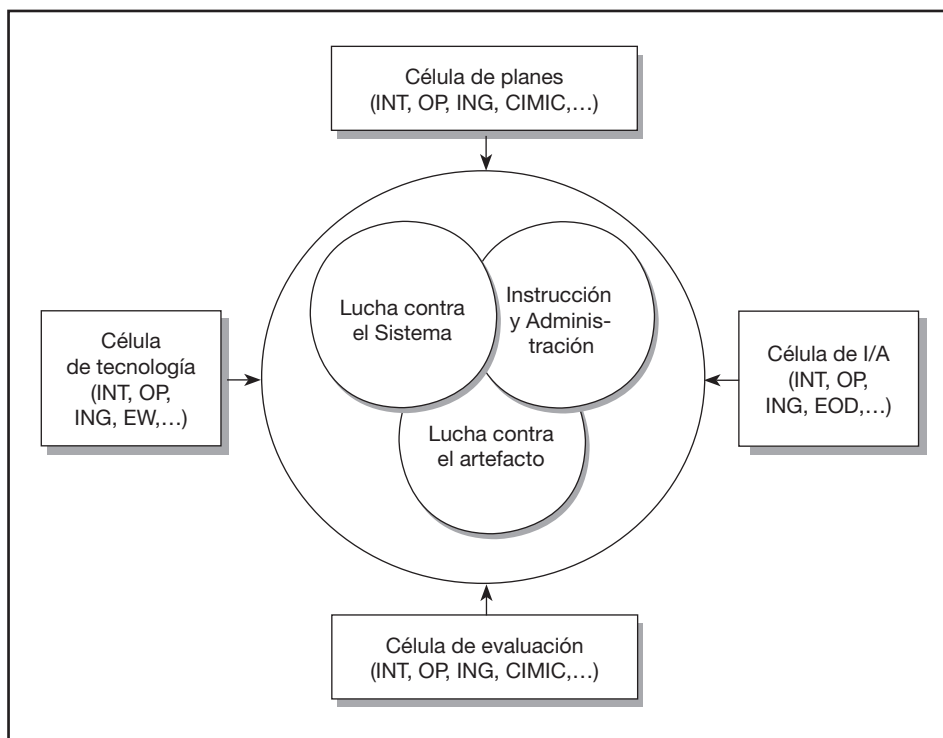 Célula de planes
(INT, OP, ING, CIMIC,…)
Lucha contra
el Sistema
Instrucción
y Adminis-
tración
Célula
de tecnología
(INT, OP,
ING, EW,…)
Célula de I/A
(INT, OP,
ING, EOD,…)
Lucha contra
el artefacto
Célula de evaluación
(INT, OP, ING, CIMIC,…)